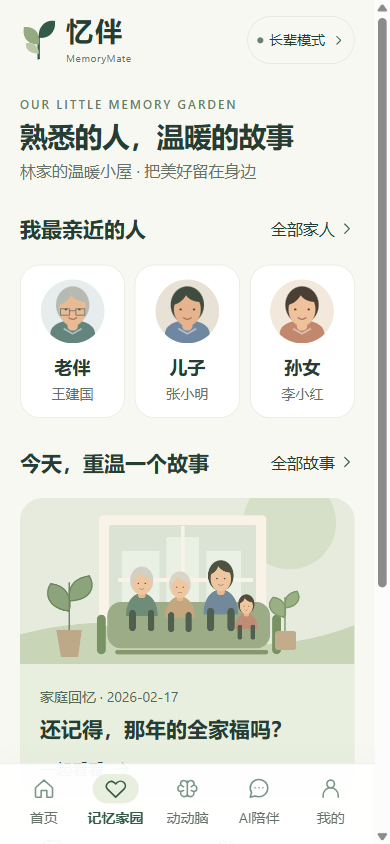 忆伴
MemoryMate
长辈模式
OUR LITTLE MEMORY GARDEN
熟悉的人，温暖的故事
林家的温暖小屋 · 把美好留在身边
我最亲近的人
全部家人
老伴
王建国
儿子
张小明
孙女
李小红
今天，重温一个故事
全部故事
家庭回忆 · 2026-02-17
还记得，那年的全家福吗？
首页
记忆家园
动动脑
AI陪伴
我的